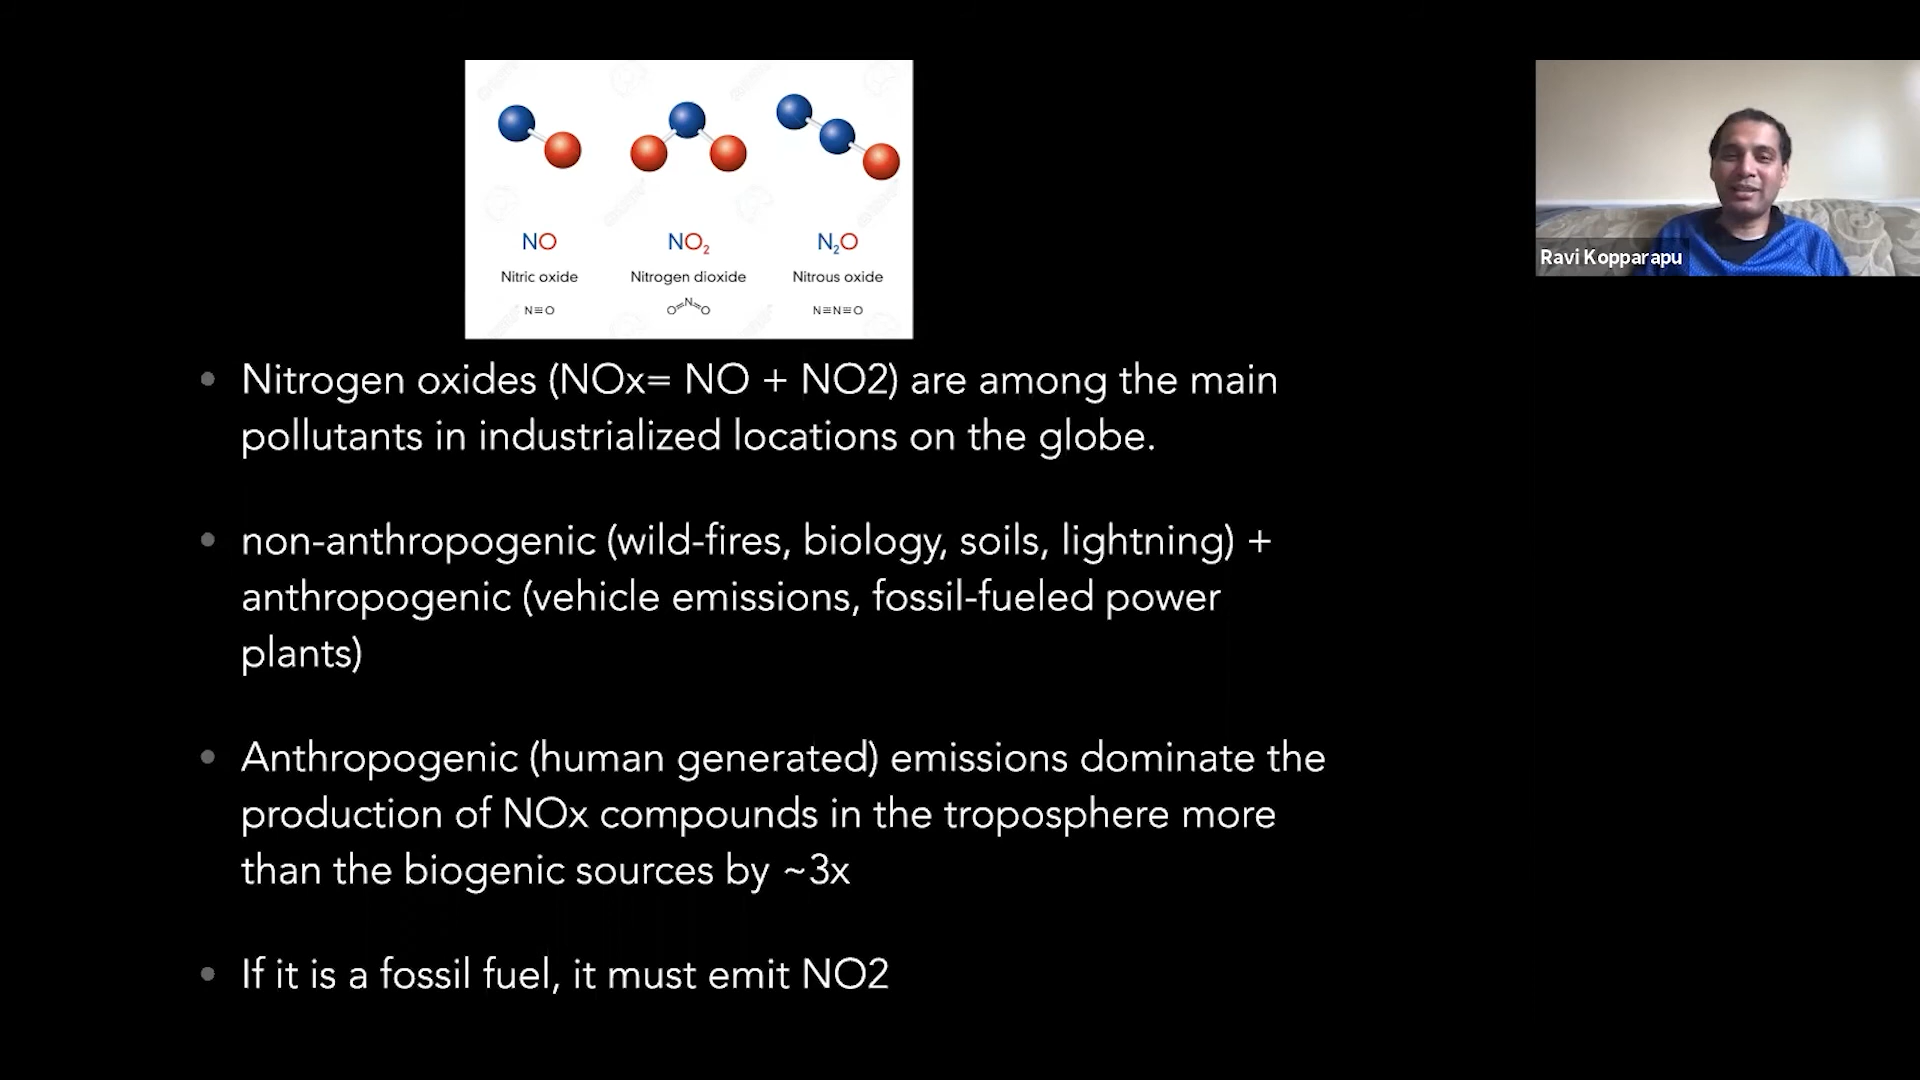 NO NO₂ N₂O
Nitric oxide Nitrogen dioxide Nitrous oxide
N≡O O=N=O N≡N≡O
Ravi Kopparapu
• Nitrogen oxides (NOx= NO + NO2) are among the main
pollutants in industrialized locations on the globe.
• non-anthropogenic (wild-fires, biology, soils, lightning) +
anthropogenic (vehicle emissions, fossil-fueled power
plants)
• Anthropogenic (human generated) emissions dominate the
production of NOx compounds in the troposphere more
than the biogenic sources by ~3x
• If it is a fossil fuel, it must emit NO2